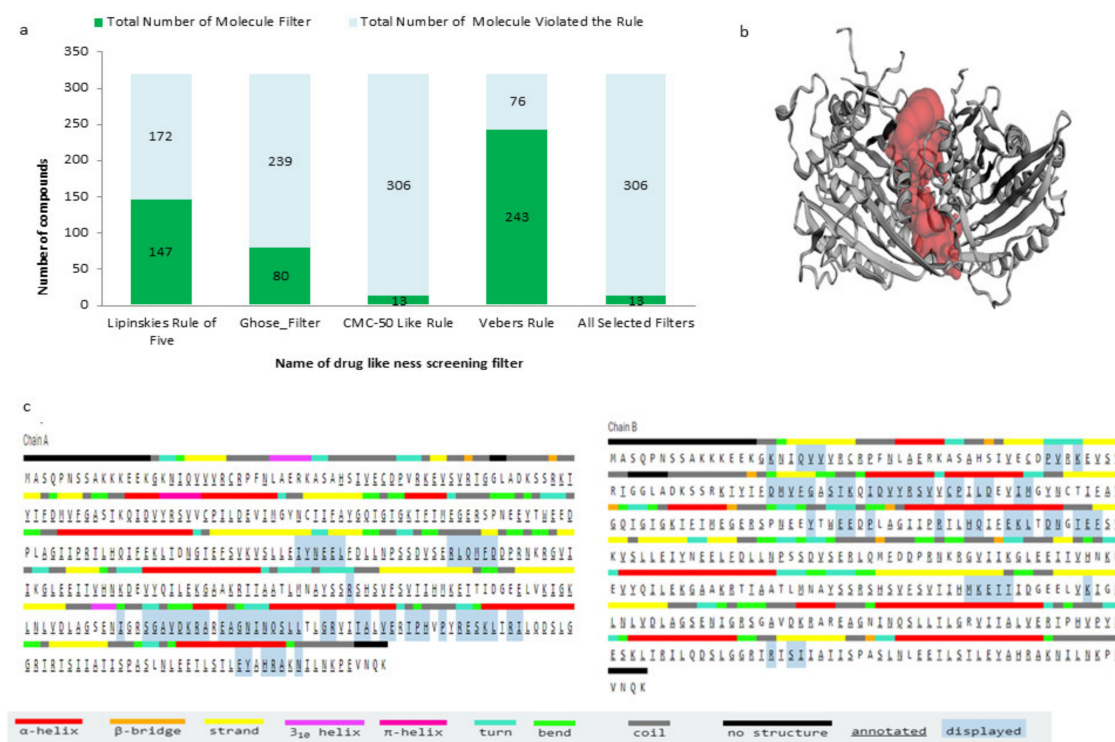 a
Total Number of Molecule Filter Total Number of Molecule Violated the Rule
b
350
300
250
200
150
100
50
0
Number of compounds
172
147
239
80
306
13
76
243
306
13
Lipinskies Rule of Five
Ghose_Filter
CMC-50 Like Rule
Vebers Rule
All Selected Filters
Name of drug like ness screening filter
c
Chain A
MASQPNSSAKKKEEKGKNIQVVVRCRPFNLAERKASAHSIVECDPVRKEVSVRTGGLADKSSRKT
YTFDMVFGASTKQIDVYRSVVCPILDEVIMGYNCTIFAYGQTGTGKTFTMEGERSPNEEYTWEED
PLAGIIPRTLHQIFEKLTDNGTEFSVKVSLLEIYNEELFDLLNPSSDVSERLQMFDDPRNKRGVI
IKGLEEITVHNKDEVYQILEKGAAKRTTAATLMNAYSSRSHSVFSVTIHMKETTIDGEELVKIGK
LNLVDLAGSENIGRSGAVDKRAREAGNINQSLLTLGRVITALVERTPHVPYRESKLTRILQDSLG
GRTRTSIIATISPASLNLEETLSTLEYAHRAKNILNKPEVNQK
Chain B
MASQPNSSAKKKEEKGKNIQVVVRCRPFNLAERKASAHSIVECDPVRKEVS
RTGGLADKSSRKTYTFDMVFGASTKQIDVYRSVVCPILDEVIMGYNCTIFA
GQTGTGKTFTMEGERSPNEEYTWEEDPLAGIIPRTLHQIFEKLTDNGTEFS
KVSLLEIYNEELFDLLNPSSDVSERLQMFDDPRNKRGVIIKGLEEITVHNK
EVYQILEKGAAKRTTAATLMNAYSSRSHSVFSVTIHMKETTIDGEELVKIG
LNLVDLAGSENIGRSGAVDKRAREAGNINQSLLTLGRVITALVERTPHVPY
ESKLTRILQDSLGGRTRTSIIATISPASLNLEETLSTLEYAHRAKNILNKP
VNQK
α-helix β-bridge strand 3₁₀ helix π-helix turn bend coil no structure annotated displayed